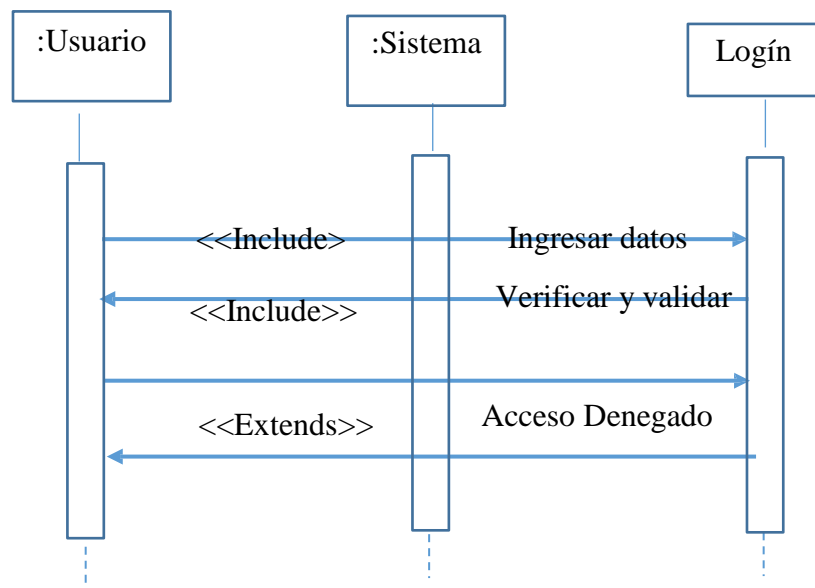 :Usuario
:Sistema
Logín
<<Include>
Ingresar datos
<<Include>>
Verificar y validar
<<Extends>>
Acceso Denegado